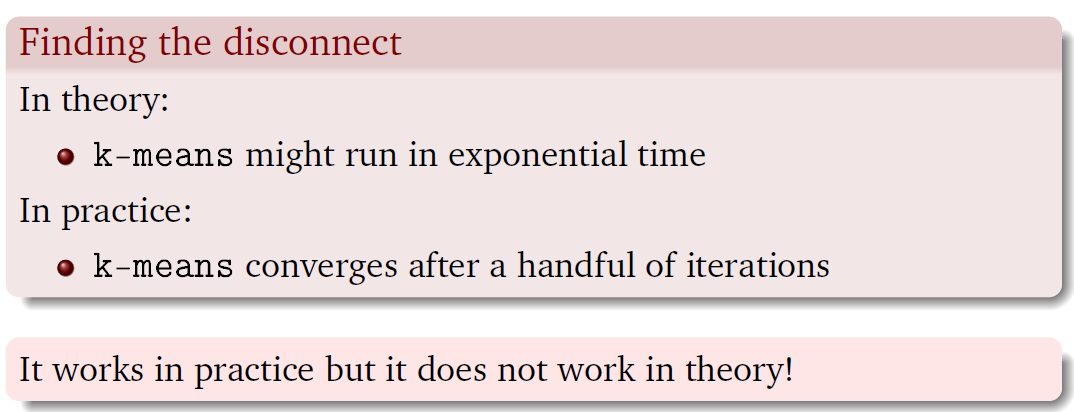 Finding the disconnect
In theory:
k-means might run in exponential time
In practice:
k-means converges after a handful of iterations
It works in practice but it does not work in theory!